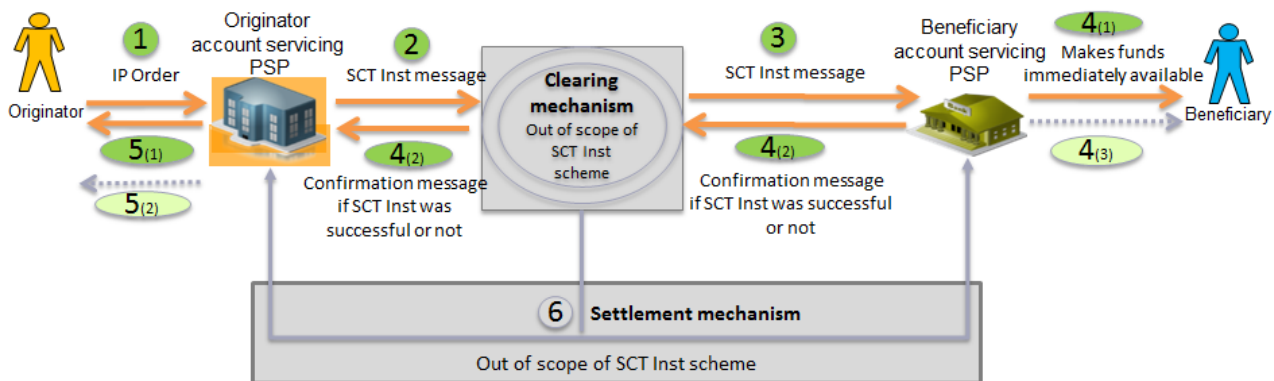 1
IP Order
Originator
Originator
account servicing
PSP
5(1)
5(2)
2
SCT Inst message
4(2)
Confirmation message
if SCT Inst was
successful or not
Clearing
mechanism
Out of scope of
SCT Inst
scheme
3
SCT Inst message
4(2)
Confirmation message
if SCT Inst was successful
or not
Beneficiary
account servicing
PSP
4(1)
Makes funds
immediately available
4(3)
Beneficiary
6
Settlement mechanism
Out of scope of SCT Inst scheme